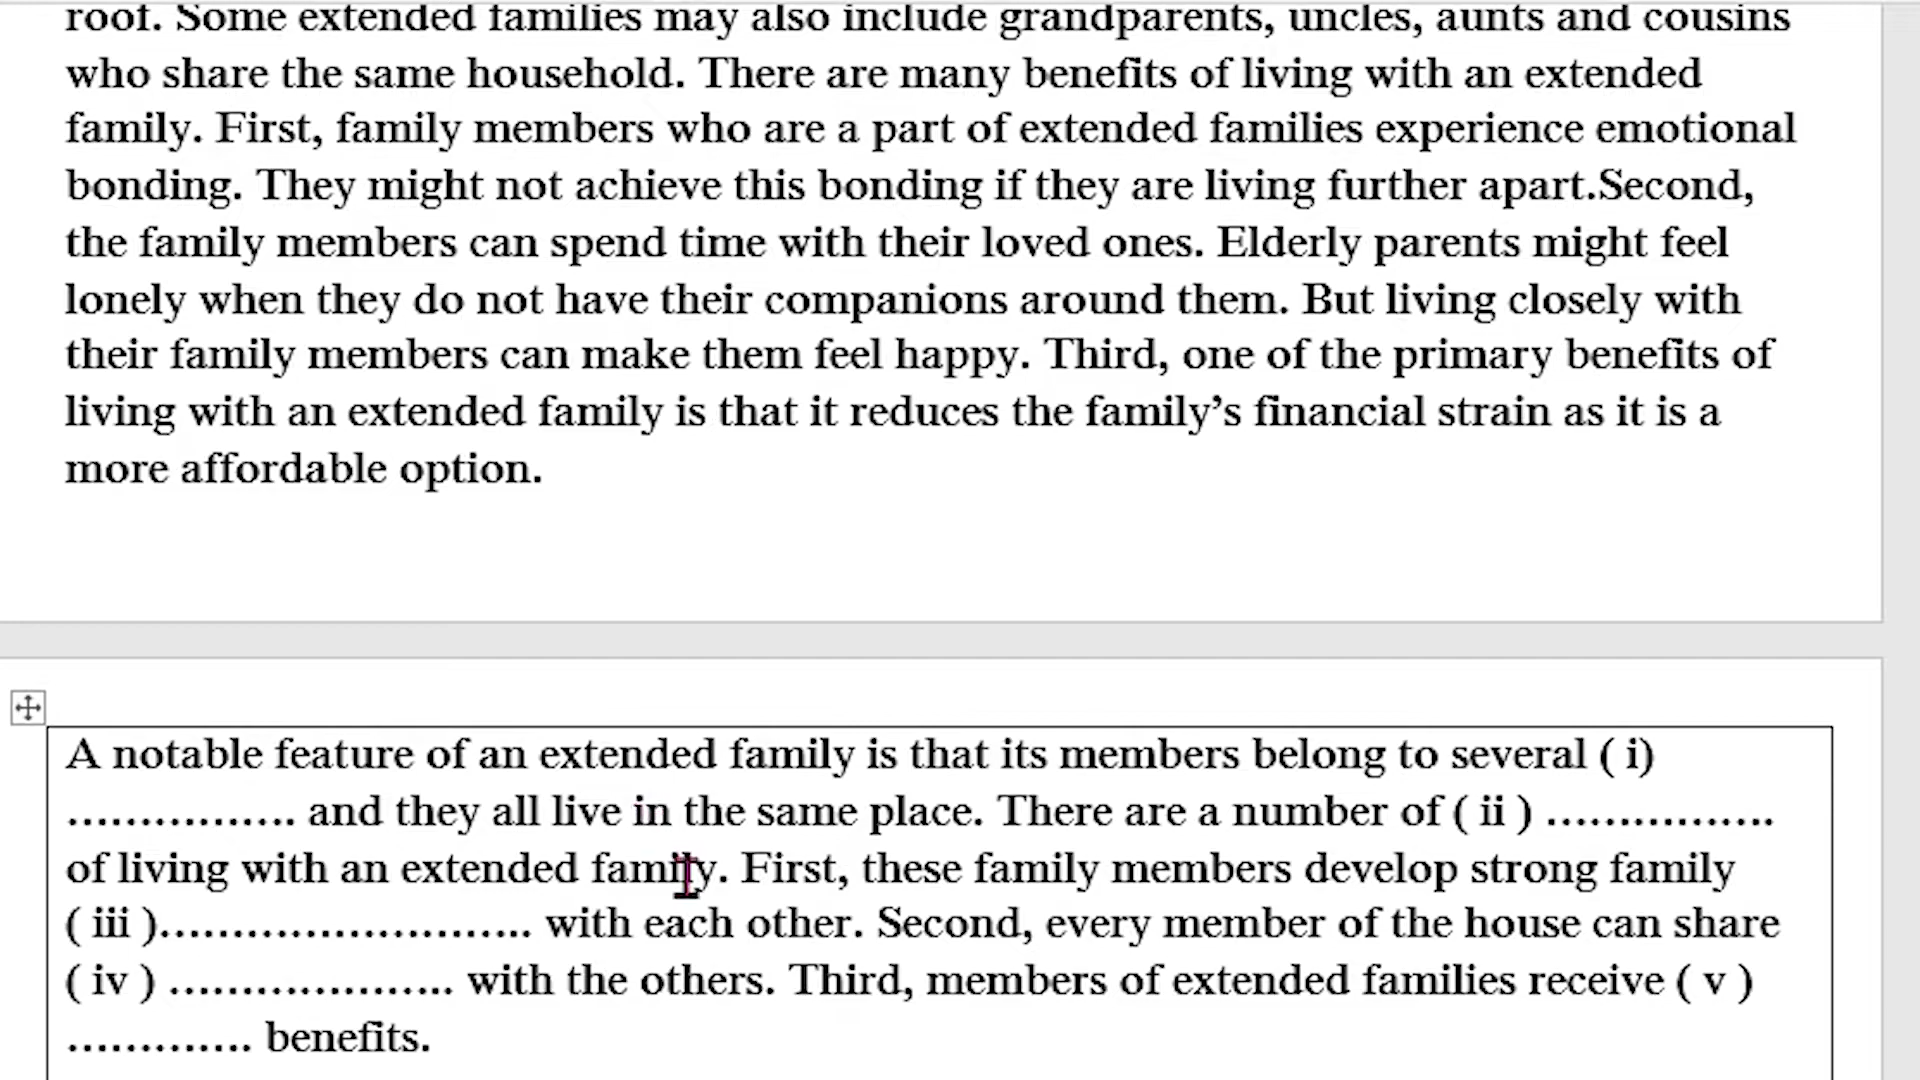 roof. Some extended families may also include grandparents, uncles, aunts and cousins
who share the same household. There are many benefits of living with an extended
family. First, family members who are a part of extended families experience emotional
bonding. They might not achieve this bonding if they are living further apart.Second,
the family members can spend time with their loved ones. Elderly parents might feel
lonely when they do not have their companions around them. But living closely with
their family members can make them feel happy. Third, one of the primary benefits of
living with an extended family is that it reduces the family’s financial strain as it is a
more affordable option.
A notable feature of an extended family is that its members belong to several ( i)
................ and they all live in the same place. There are a number of ( ii ) ................
of living with an extended family. First, these family members develop strong family
( iii ).......................... with each other. Second, every member of the house can share
( iv ) .................... with the others. Third, members of extended families receive ( v )
............. benefits.